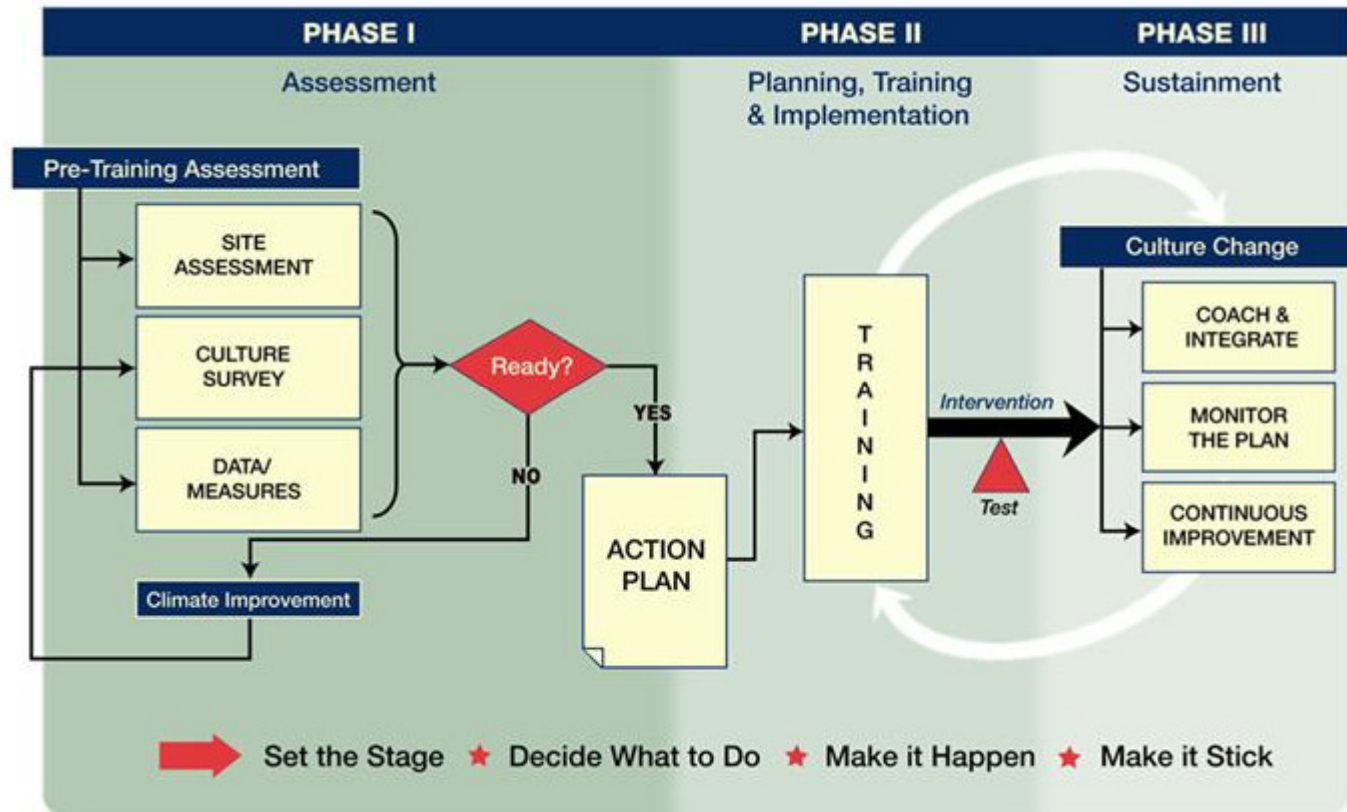 PHASE I
PHASE II
PHASE III
Assessment
Planning, Training
& Implementation
Sustainment
Pre-Training Assessment
SITE
ASSESSMENT
CULTURE
SURVEY
DATA/
MEASURES
Ready?
YES
NO
Climate Improvement
ACTION
PLAN
TRAINING
Intervention
Test
Culture Change
COACH &
INTEGRATE
MONITOR
THE PLAN
CONTINUOUS
IMPROVEMENT
Set the Stage ★ Decide What to Do ★ Make it Happen ★ Make it Stick